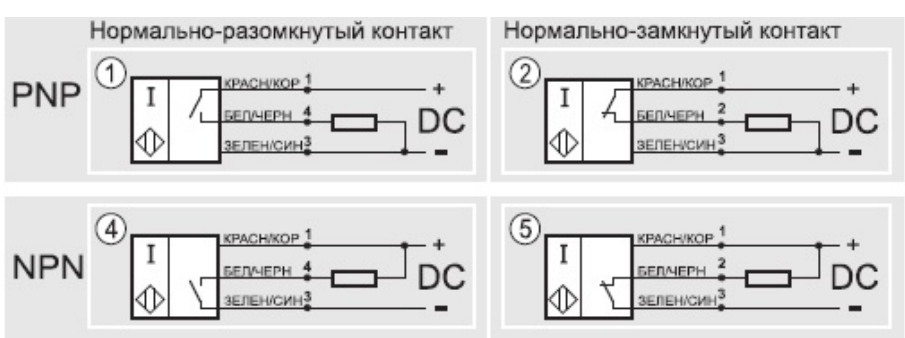 Нормально-разомкнутый контакт
Нормально-замкнутый контакт
PNP
1
I
КРАСН/КОР 1
БЕЛ/ЧЕРН 4
ЗЕЛЕН/СИН 3
+
DC
-
2
I
КРАСН/КОР 1
БЕЛ/ЧЕРН 2
ЗЕЛЕН/СИН 3
+
DC
-
NPN
4
I
КРАСН/КОР 1
БЕЛ/ЧЕРН 4
ЗЕЛЕН/СИН 3
+
DC
-
5
I
КРАСН/КОР 1
БЕЛ/ЧЕРН 2
ЗЕЛЕН/СИН 3
+
DC
-